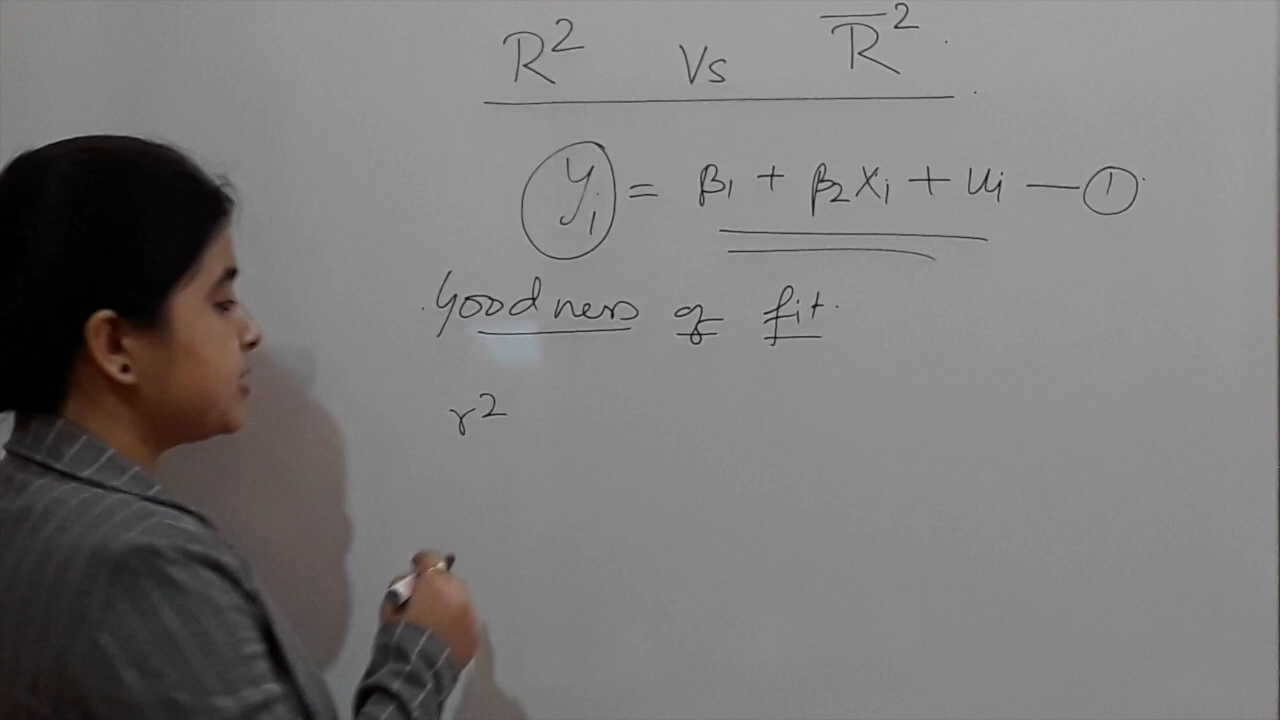 R² Vs R̅²
Yᵢ = β₁ + β₂Xᵢ + uᵢ — ①
Goodness of fit.
r²